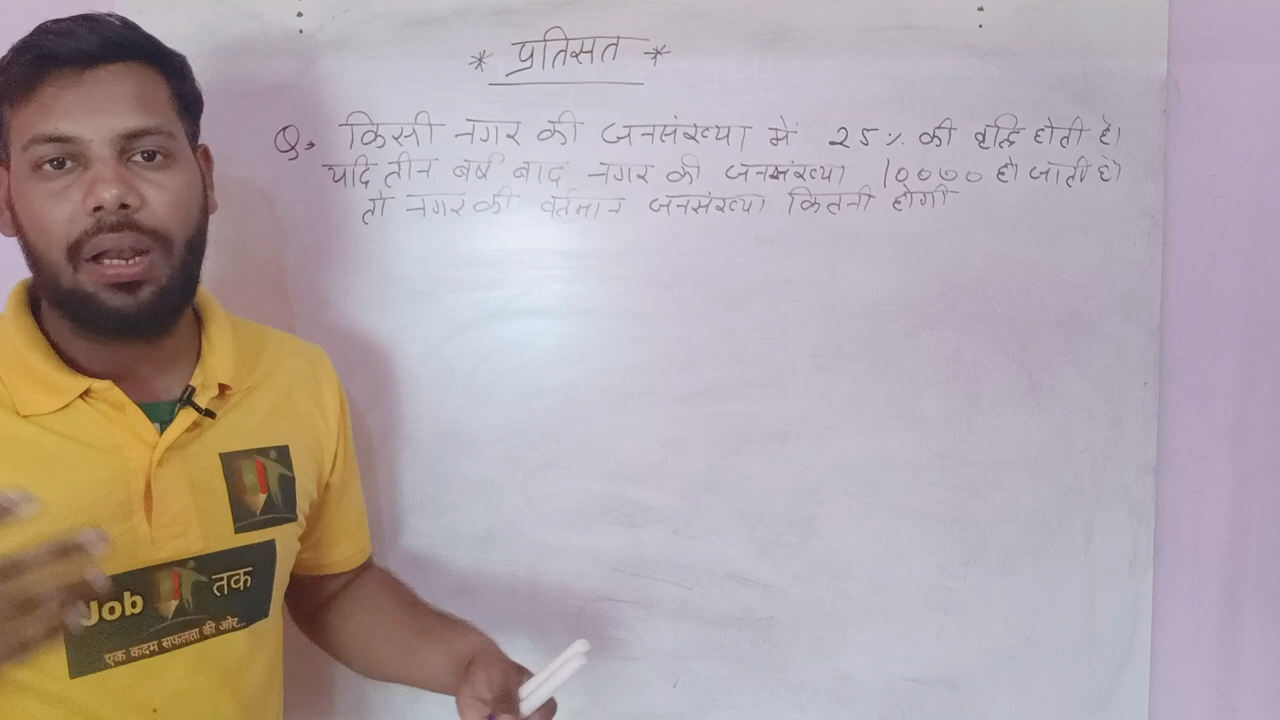 * प्रतिसत *
Q→ किसी नगर की जनसंख्या में 25% की वृद्धि होती है।
यदि तीन बर्ष बाद नगर की जनसंख्या 10000 हो जाती है
तो नगर की वर्तमान जनसंख्या कितनी होगी
Job तक
एक कदम सफलता की ओर...